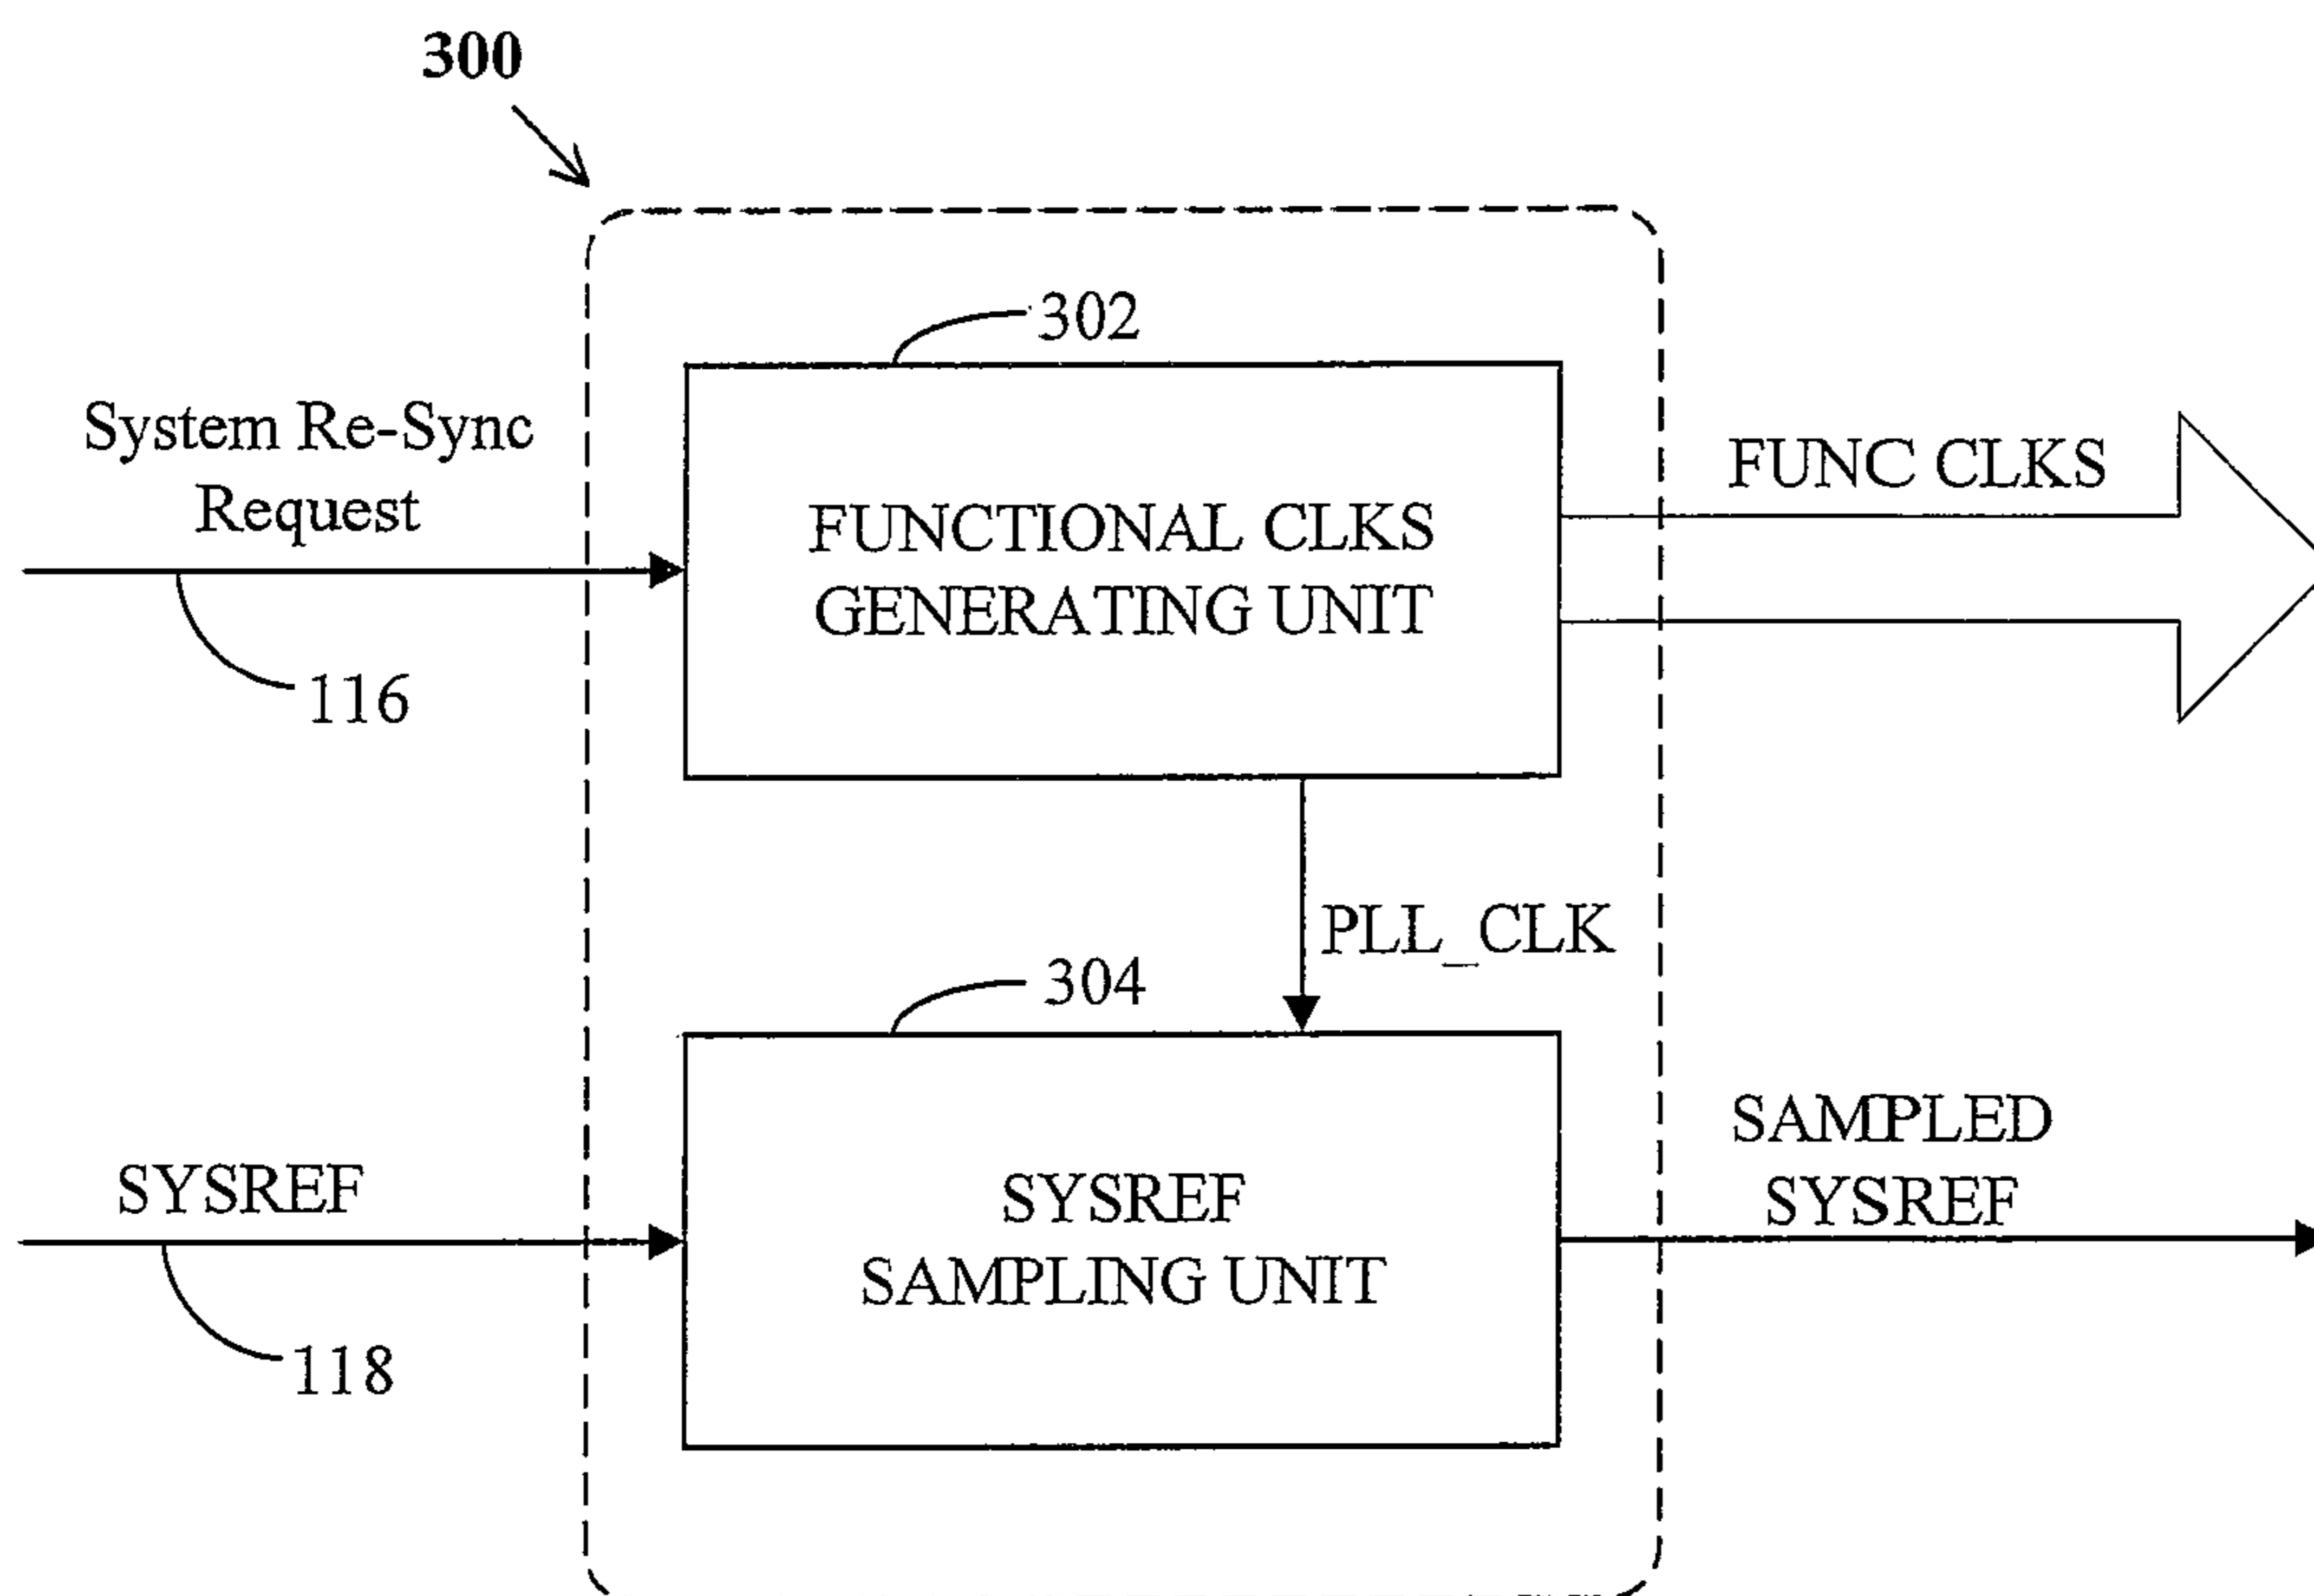 300
302
System Re-Sync
Request
FUNC CLKS
FUNCTIONAL CLKS
GENERATING UNIT
116
PLL_CLK
304
SAMPLED
SYSREF
SYSREF
SYSREF
SAMPLING UNIT
118